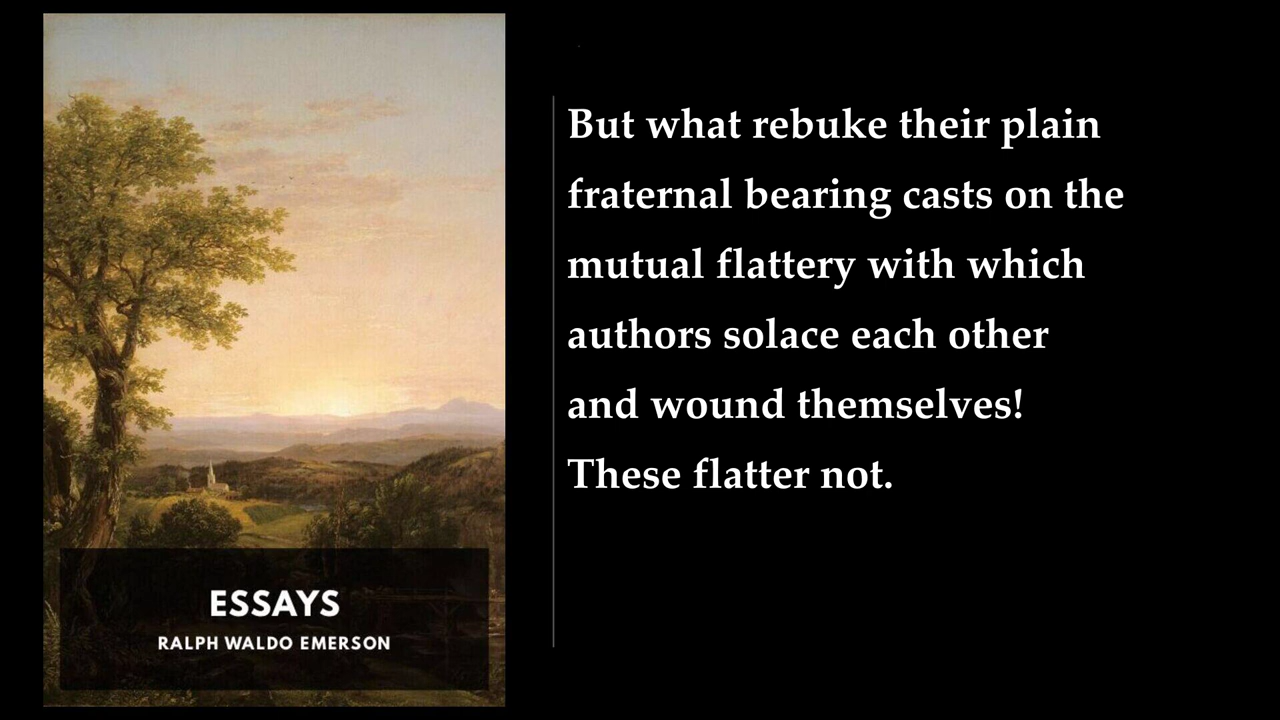 ESSAYS
RALPH WALDO EMERSON
But what rebuke their plain
fraternal bearing casts on the
mutual flattery with which
authors solace each other
and wound themselves!
These flatter not.